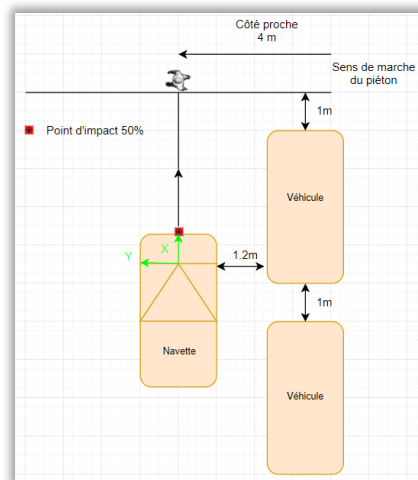 Côté proche
4 m
Sens de marche
du piéton
1m
Point d'impact 50%
Véhicule
X
Y
1.2m
1m
Navette
Véhicule